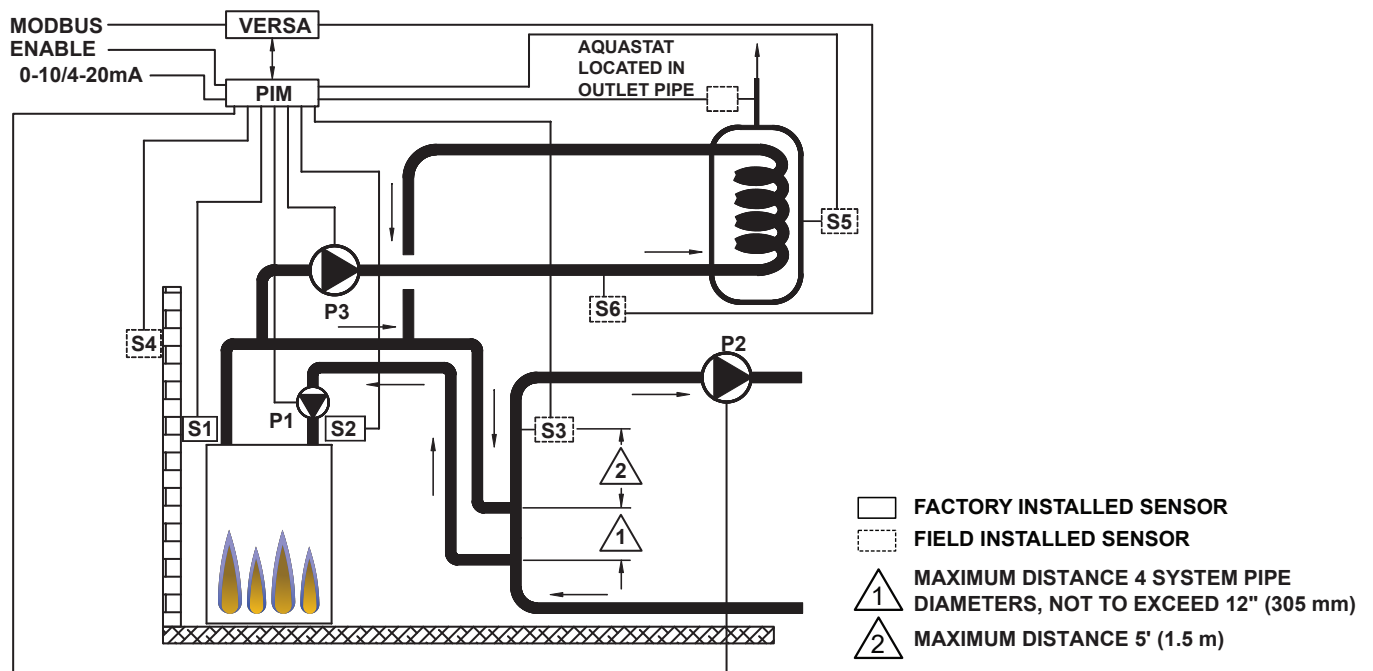 MODBUS
VERSA
ENABLE
0-10/4-20mA
PIM
AQUASTAT
LOCATED IN
OUTLET PIPE
S5
P3
S6
S4
P2
P1
S1
S2
S3
2
1
FACTORY INSTALLED SENSOR
FIELD INSTALLED SENSOR
1
MAXIMUM DISTANCE 4 SYSTEM PIPE
DIAMETERS, NOT TO EXCEED 12" (305 mm)
2
MAXIMUM DISTANCE 5' (1.5 m)